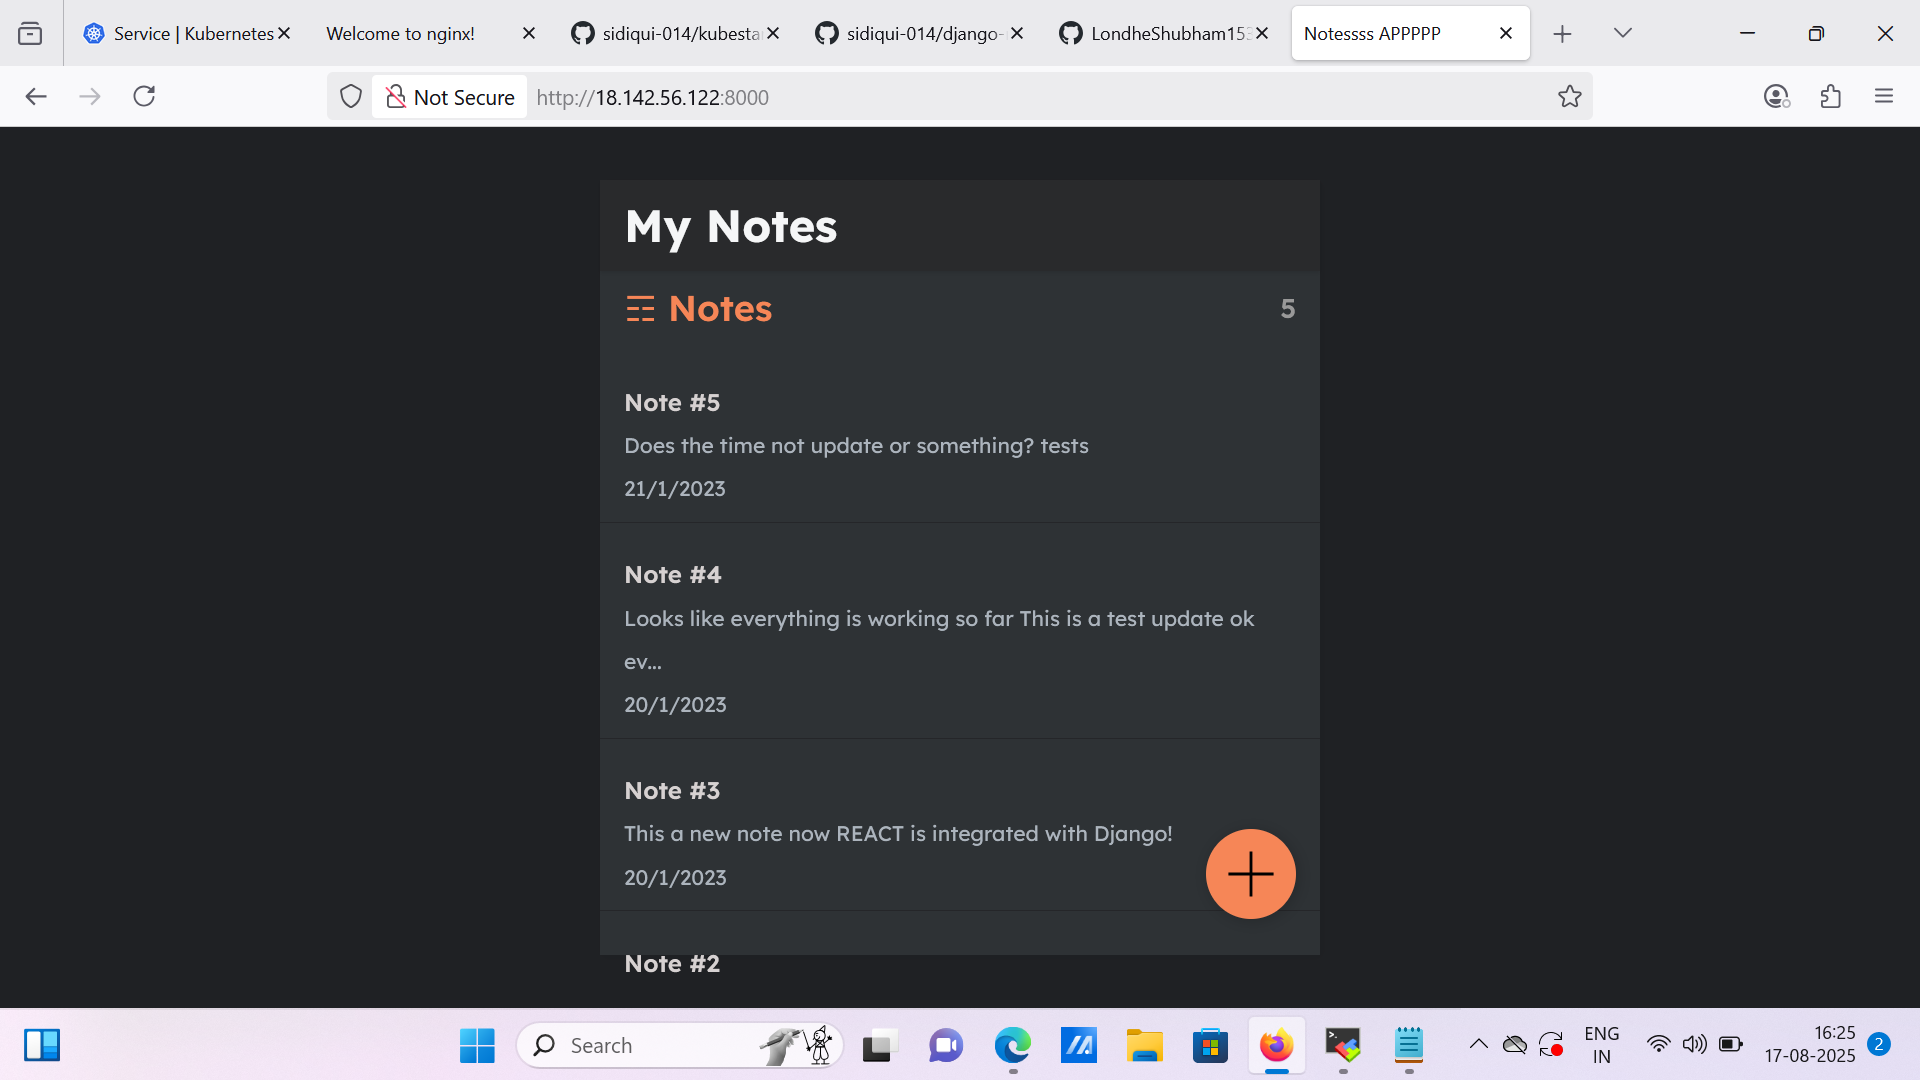 Service | Kubernetes
Welcome to nginx!
sidiqui-014/kubesta
sidiqui-014/django-
LondheShubham153
Notessss APPPPP
Not Secure
http://18.142.56.122:8000
My Notes
Notes
5
Note #5
Does the time not update or something? tests
21/1/2023
Note #4
Looks like everything is working so far This is a test update ok
ev...
20/1/2023
Note #3
This a new note now REACT is integrated with Django!
20/1/2023
Note #2
Search
ENG
IN
16:25
17-08-2025
2